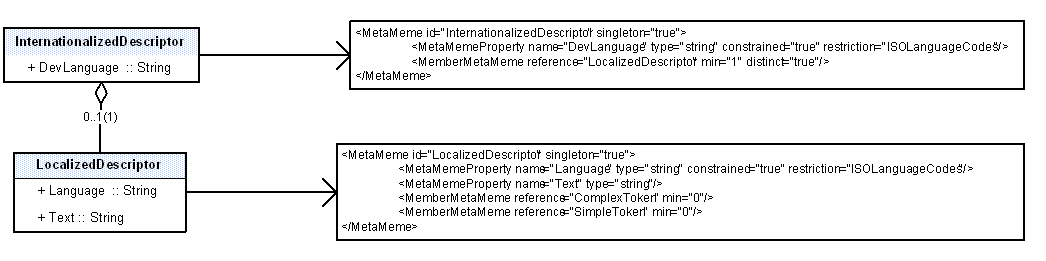 InternationalizedDescriptor
+ DevLanguage :: String
<MetaMeme id="InternationalizedDescriptor" singleton="true">
<MetaMemeProperty name="DevLanguage" type="string" constrained="true" restriction="ISOLanguageCodes"/>
<MemberMetaMeme reference="LocalizedDescriptor" min="1" distinct="true"/>
</MetaMeme>
0..1(1)
LocalizedDescriptor
+ Language :: String
+ Text :: String
<MetaMeme id="LocalizedDescriptor" singleton="true">
<MetaMemeProperty name="Language" type="string" constrained="true" restriction="ISOLanguageCodes"/>
<MetaMemeProperty name="Text" type="string"/>
<MemberMetaMeme reference="ComplexToken" min="0"/>
<MemberMetaMeme reference="SimpleToken" min="0"/>
</MetaMeme>